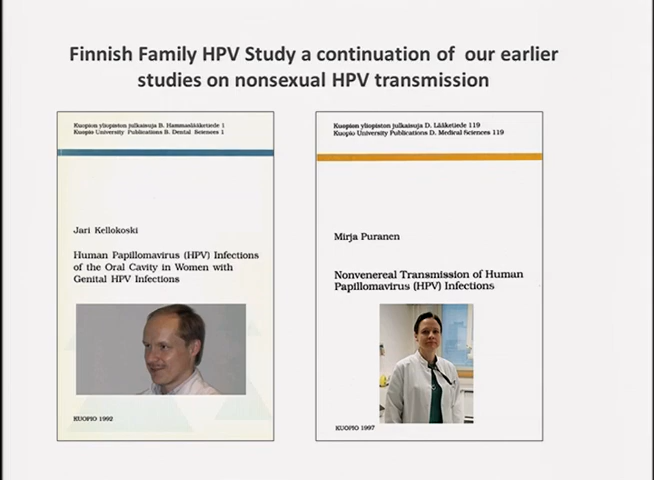 Finnish Family HPV Study a continuation of our earlier
studies on nonsexual HPV transmission
Kuopion yliopiston julkaisuja B. Hammaslääketiede 1
Kuopio University Publications B. Dental Sciences 1
Jari Kellokoski
Human Papillomavirus (HPV) Infections
of the Oral Cavity in Women with
Genital HPV Infections
KUOPIO 1992
Kuopion yliopiston julkaisuja D. Lääketiede 119
Kuopio University Publications D. Medical Sciences 119
Mirja Puranen
Nonvenereal Transmission of Human
Papillomavirus (HPV) Infections
KUOPIO 1997